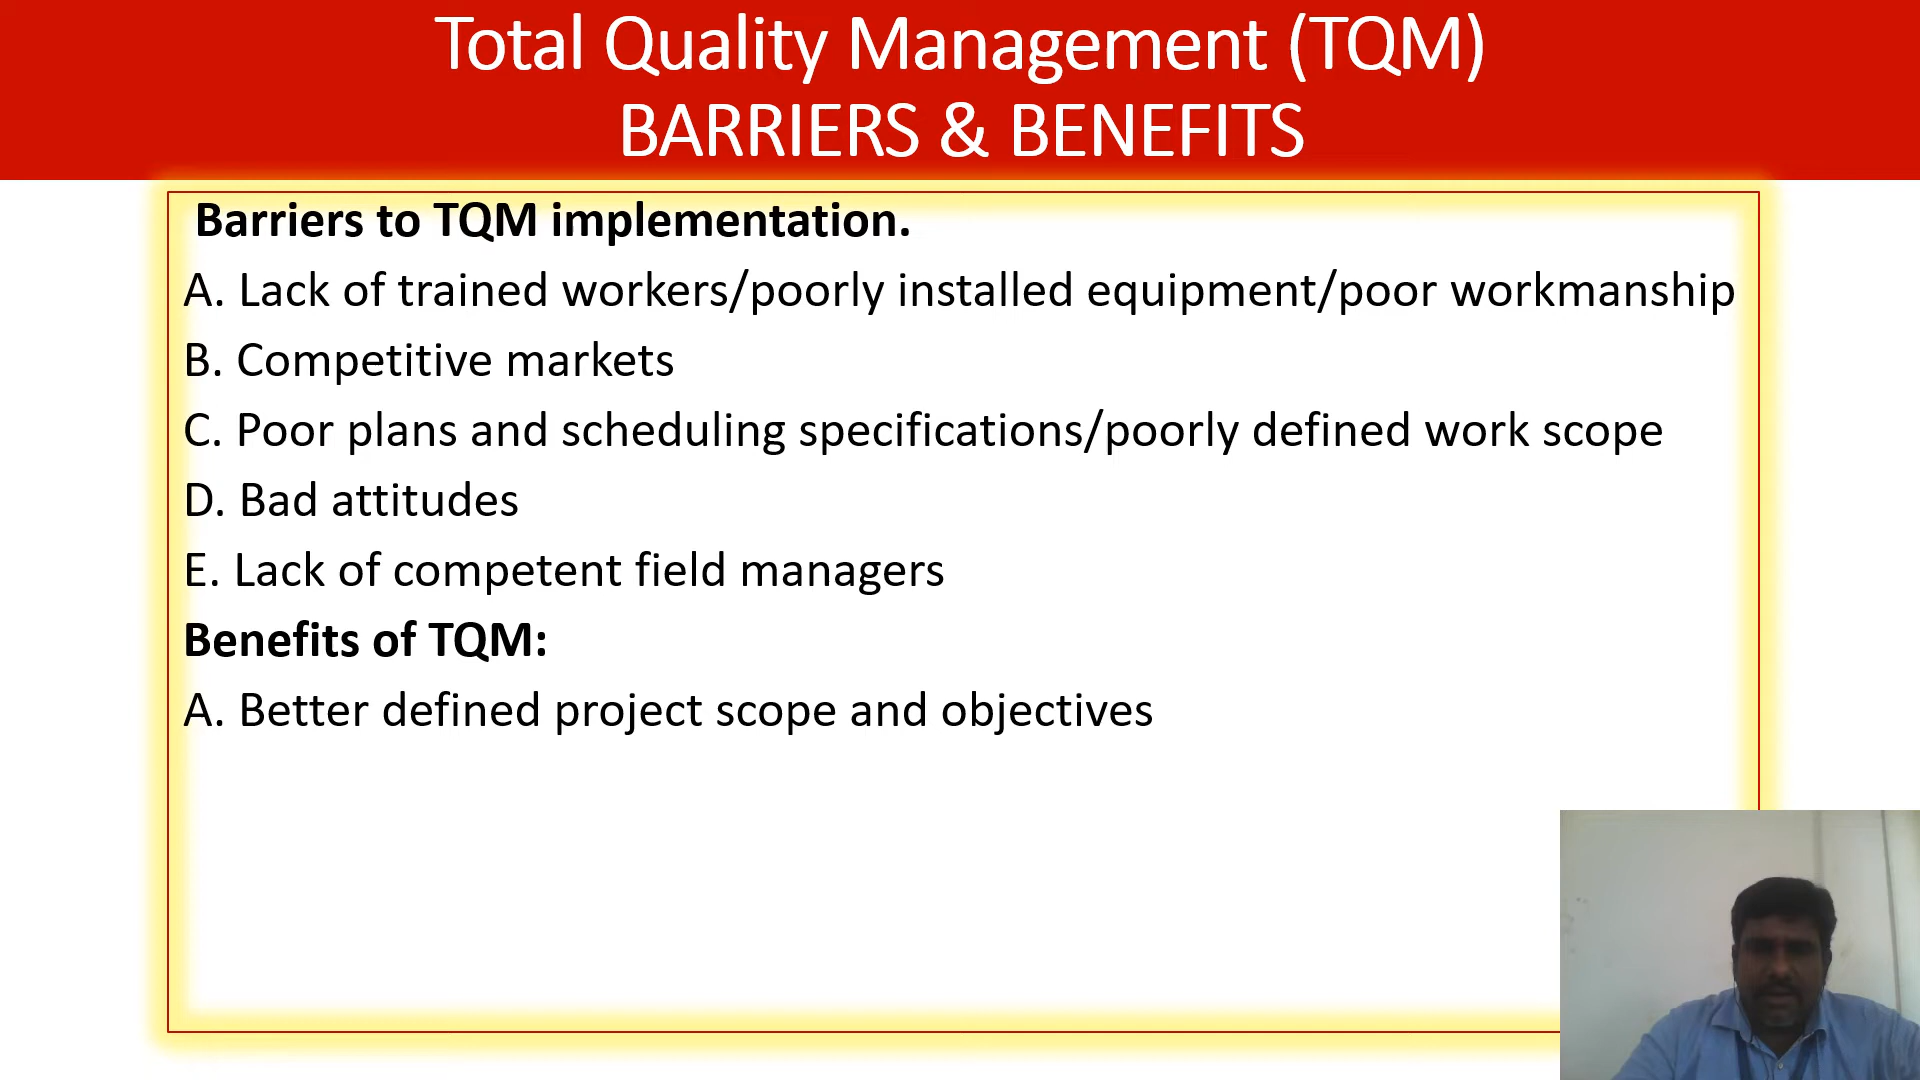 Total Quality Management (TQM)
BARRIERS & BENEFITS
Barriers to TQM implementation.
A. Lack of trained workers/poorly installed equipment/poor workmanship
B. Competitive markets
C. Poor plans and scheduling specifications/poorly defined work scope
D. Bad attitudes
E. Lack of competent field managers
Benefits of TQM:
A. Better defined project scope and objectives